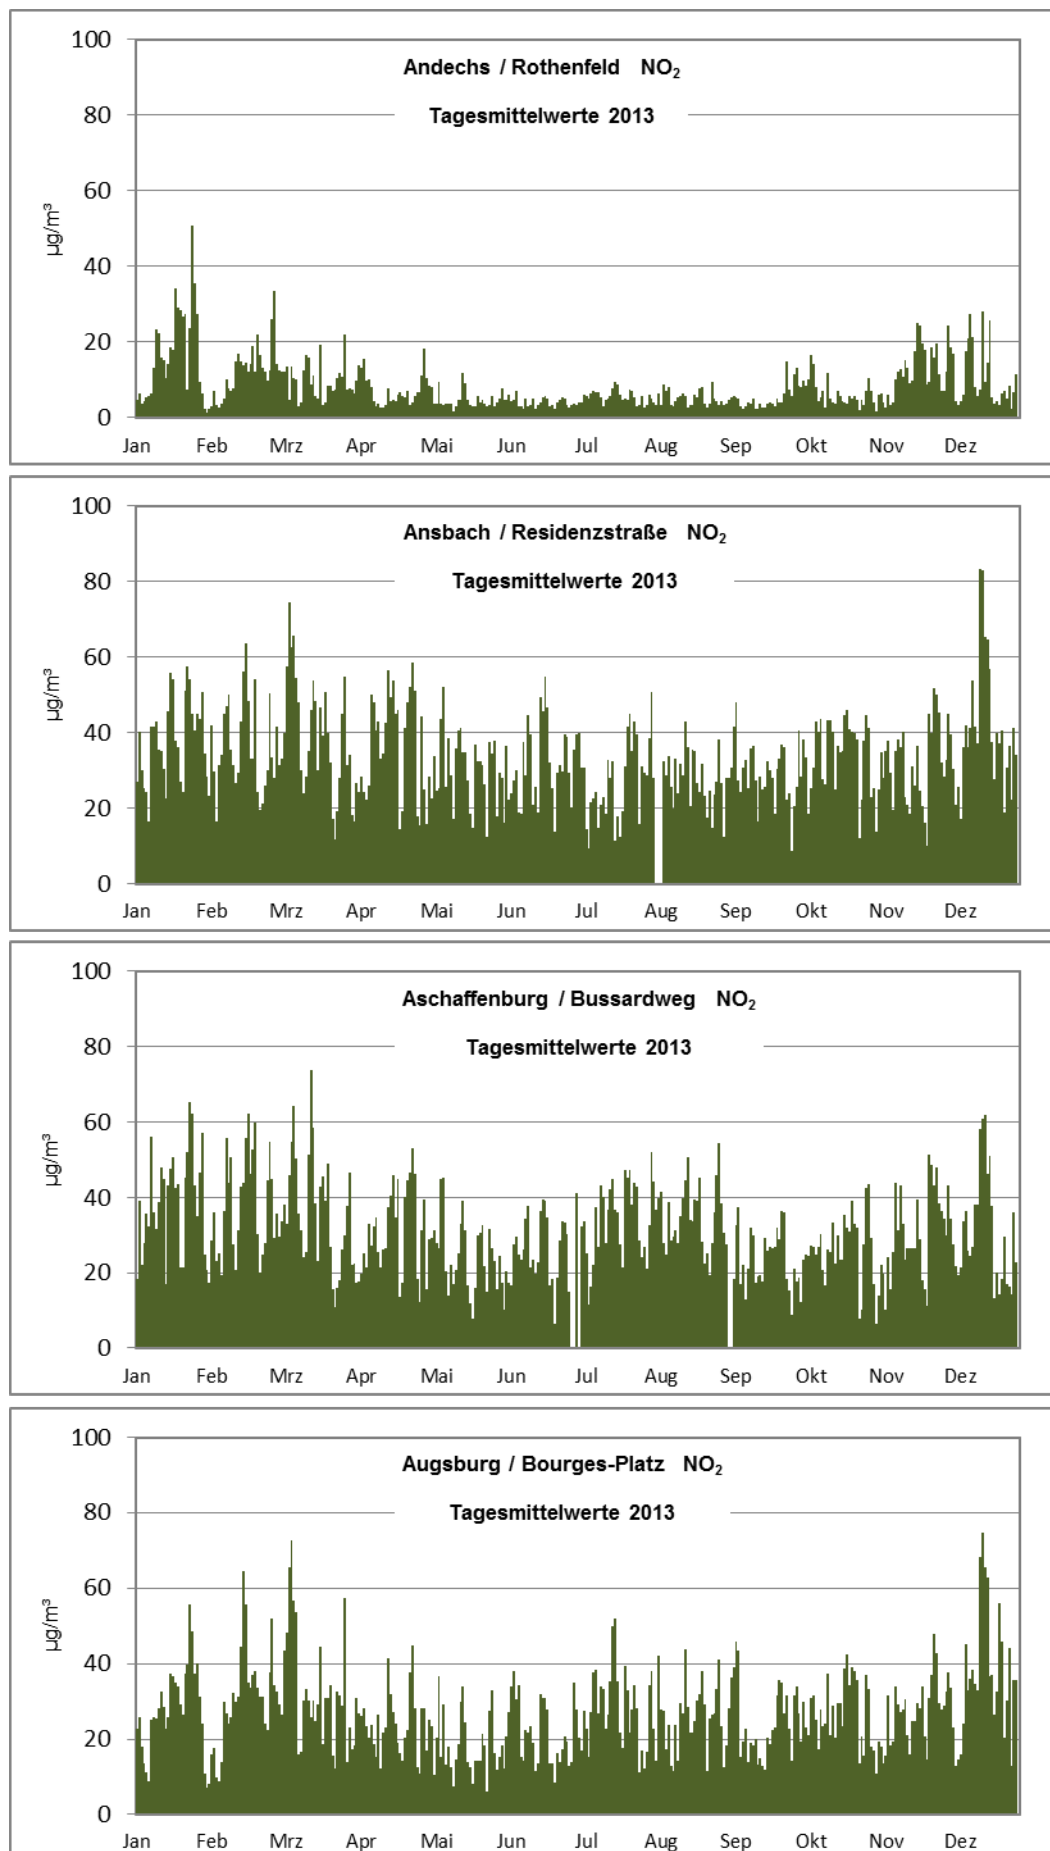 100
Andechs / Rothenfeld NO₂
80
Tagesmittelwerte 2013
60
µg/m³
40
20
0
Jan Feb Mrz Apr Mai Jun Jul Aug Sep Okt Nov Dez
100
Ansbach / Residenzstraße NO₂
80
Tagesmittelwerte 2013
60
µg/m³
40
20
0
Jan Feb Mrz Apr Mai Jun Jul Aug Sep Okt Nov Dez
100
Aschaffenburg / Bussardweg NO₂
80
Tagesmittelwerte 2013
60
µg/m³
40
20
0
Jan Feb Mrz Apr Mai Jun Jul Aug Sep Okt Nov Dez
100
Augsburg / Bourges-Platz NO₂
80
Tagesmittelwerte 2013
60
µg/m³
40
20
0
Jan Feb Mrz Apr Mai Jun Jul Aug Sep Okt Nov Dez